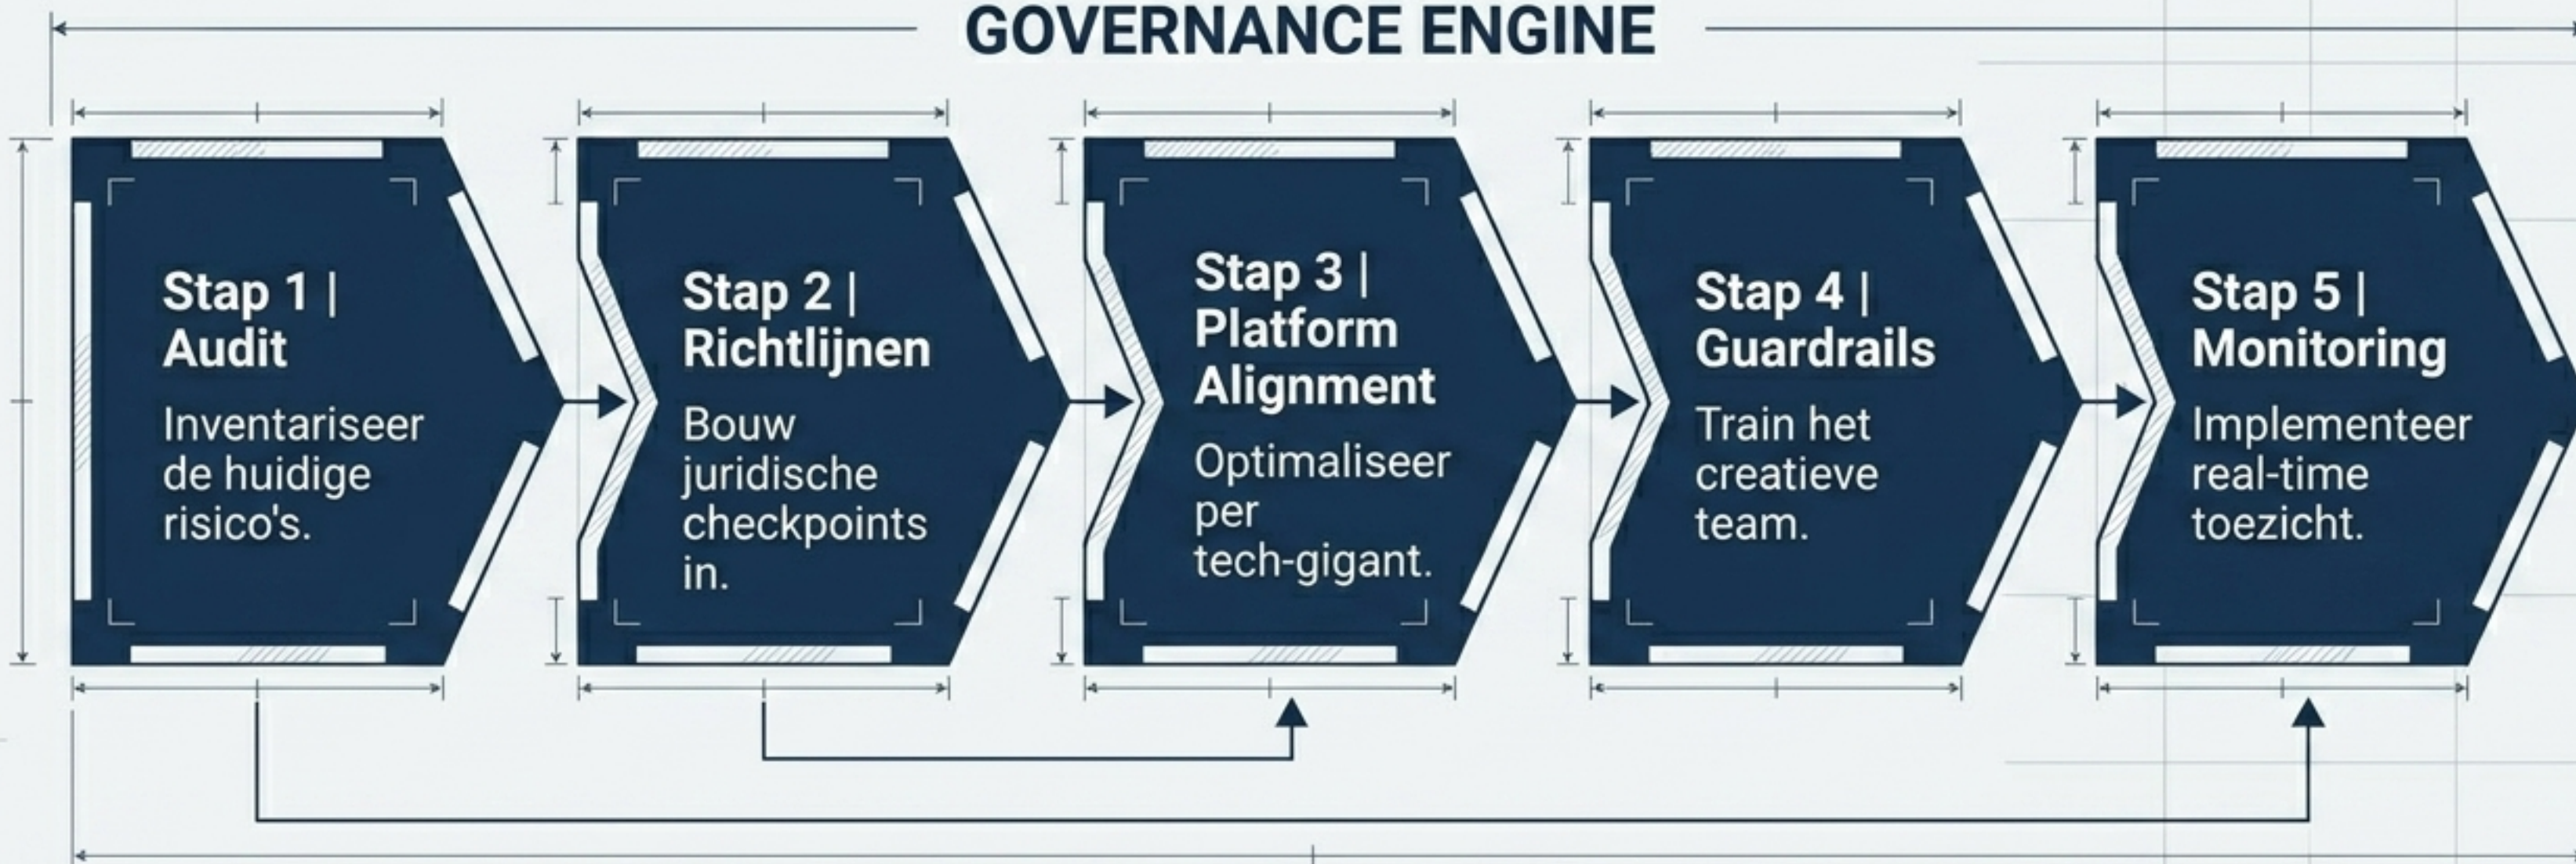 GOVERNANCE ENGINE
Stap 1 |
Audit
Inventariseer
de huidige
risico's.
Stap 2 |
Richtlijnen
Bouw
juridische
checkpoints
in.
Stap 3 |
Platform
Alignment
Optimaliseer
per
tech-gigant.
Stap 4 |
Guardrails
Train het
creatieve
team.
Stap 5 |
Monitoring
Implementeer
real-time
toezicht.